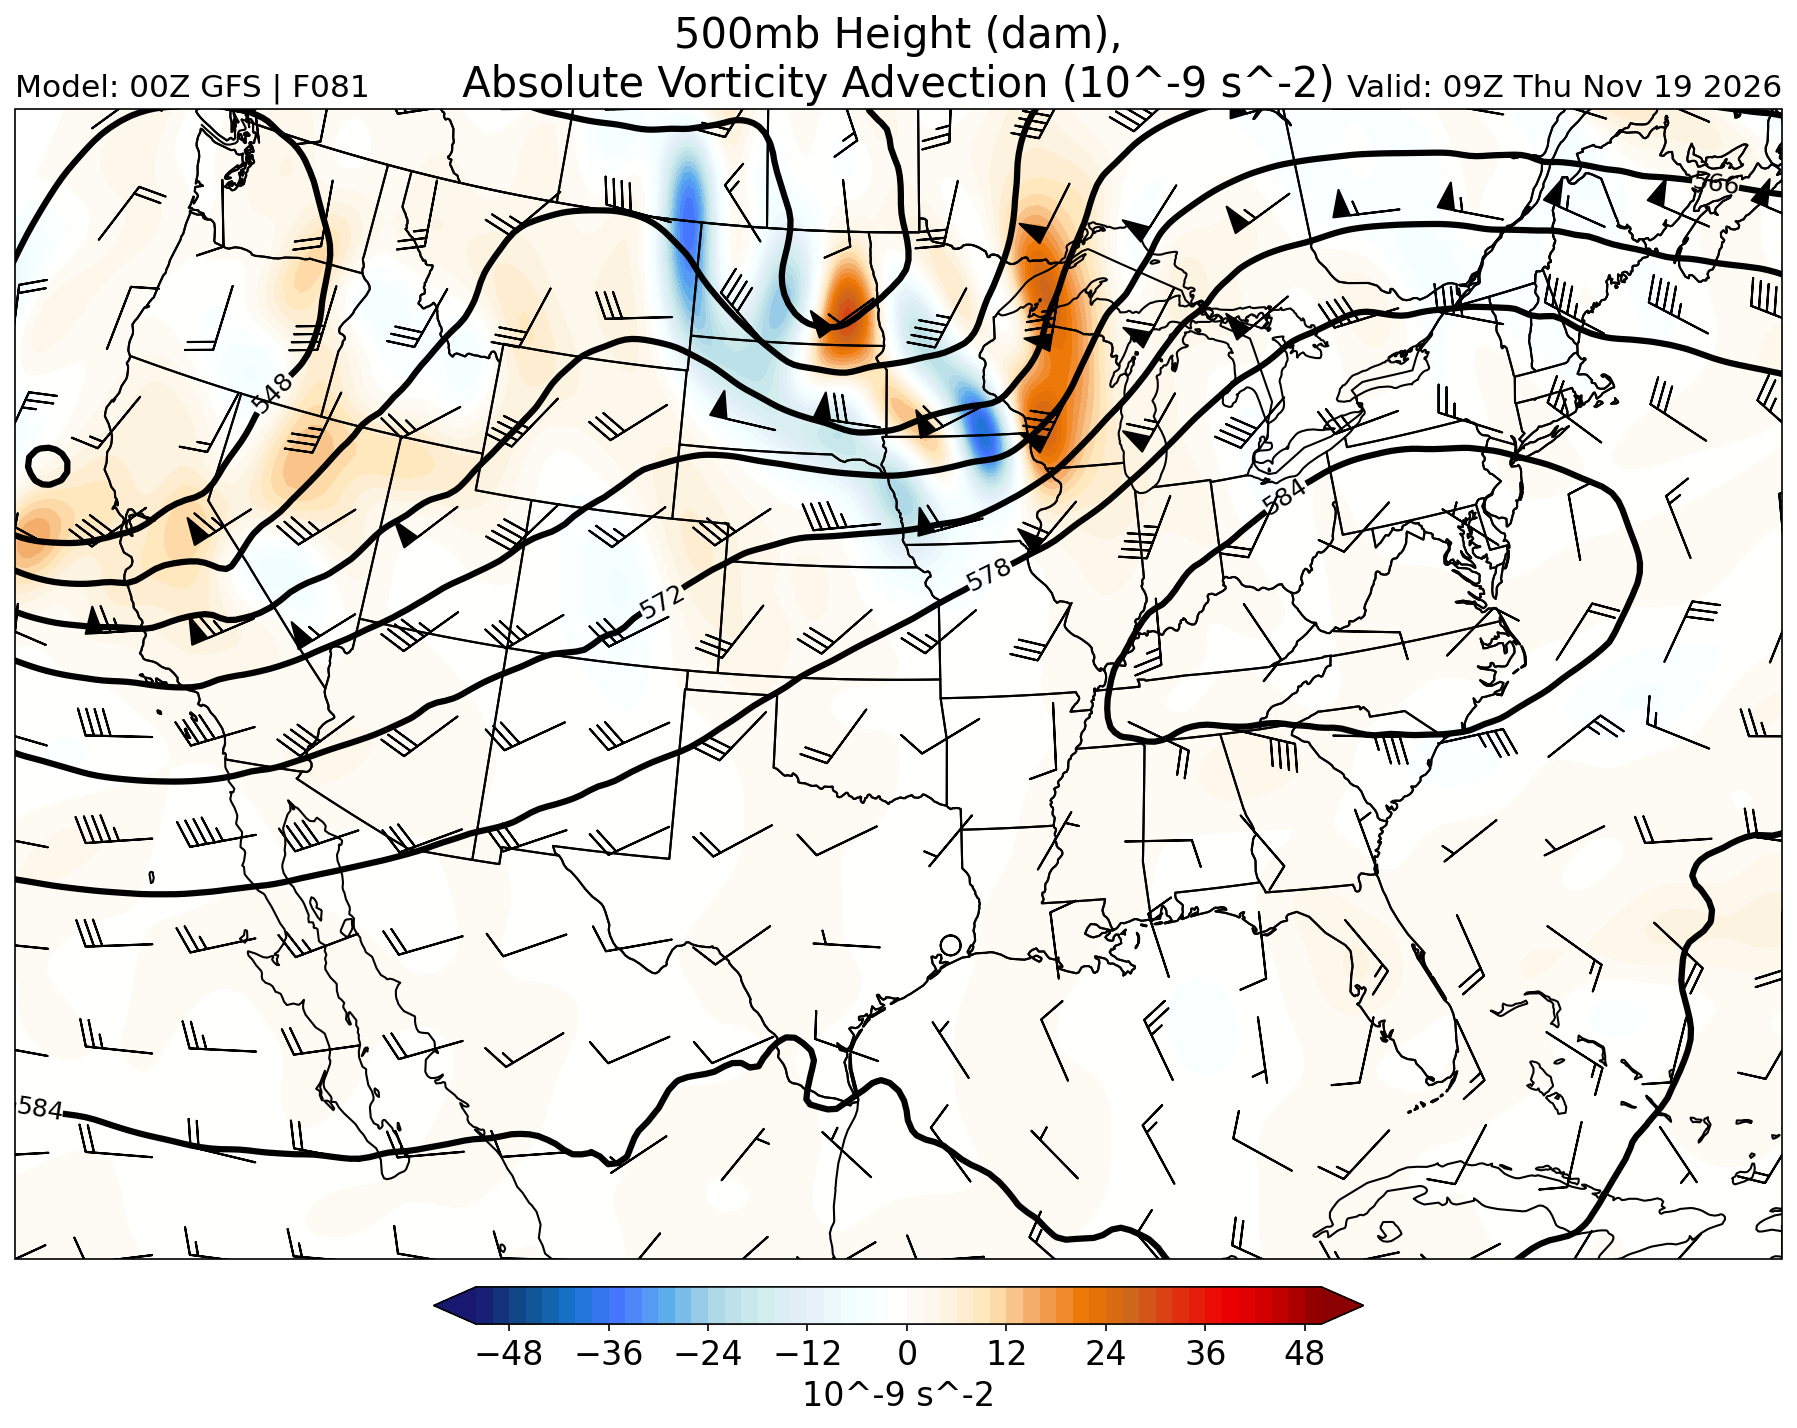 500mb Height (dam),
Model: 00Z GFS | F081
Absolute Vorticity Advection (10^-9 s^-2)
Valid: 09Z Thu Nov 19 2026
566
548
584
578
572
584
−48 −36 −24 −12 0 12 24 36 48
10^-9 s^-2